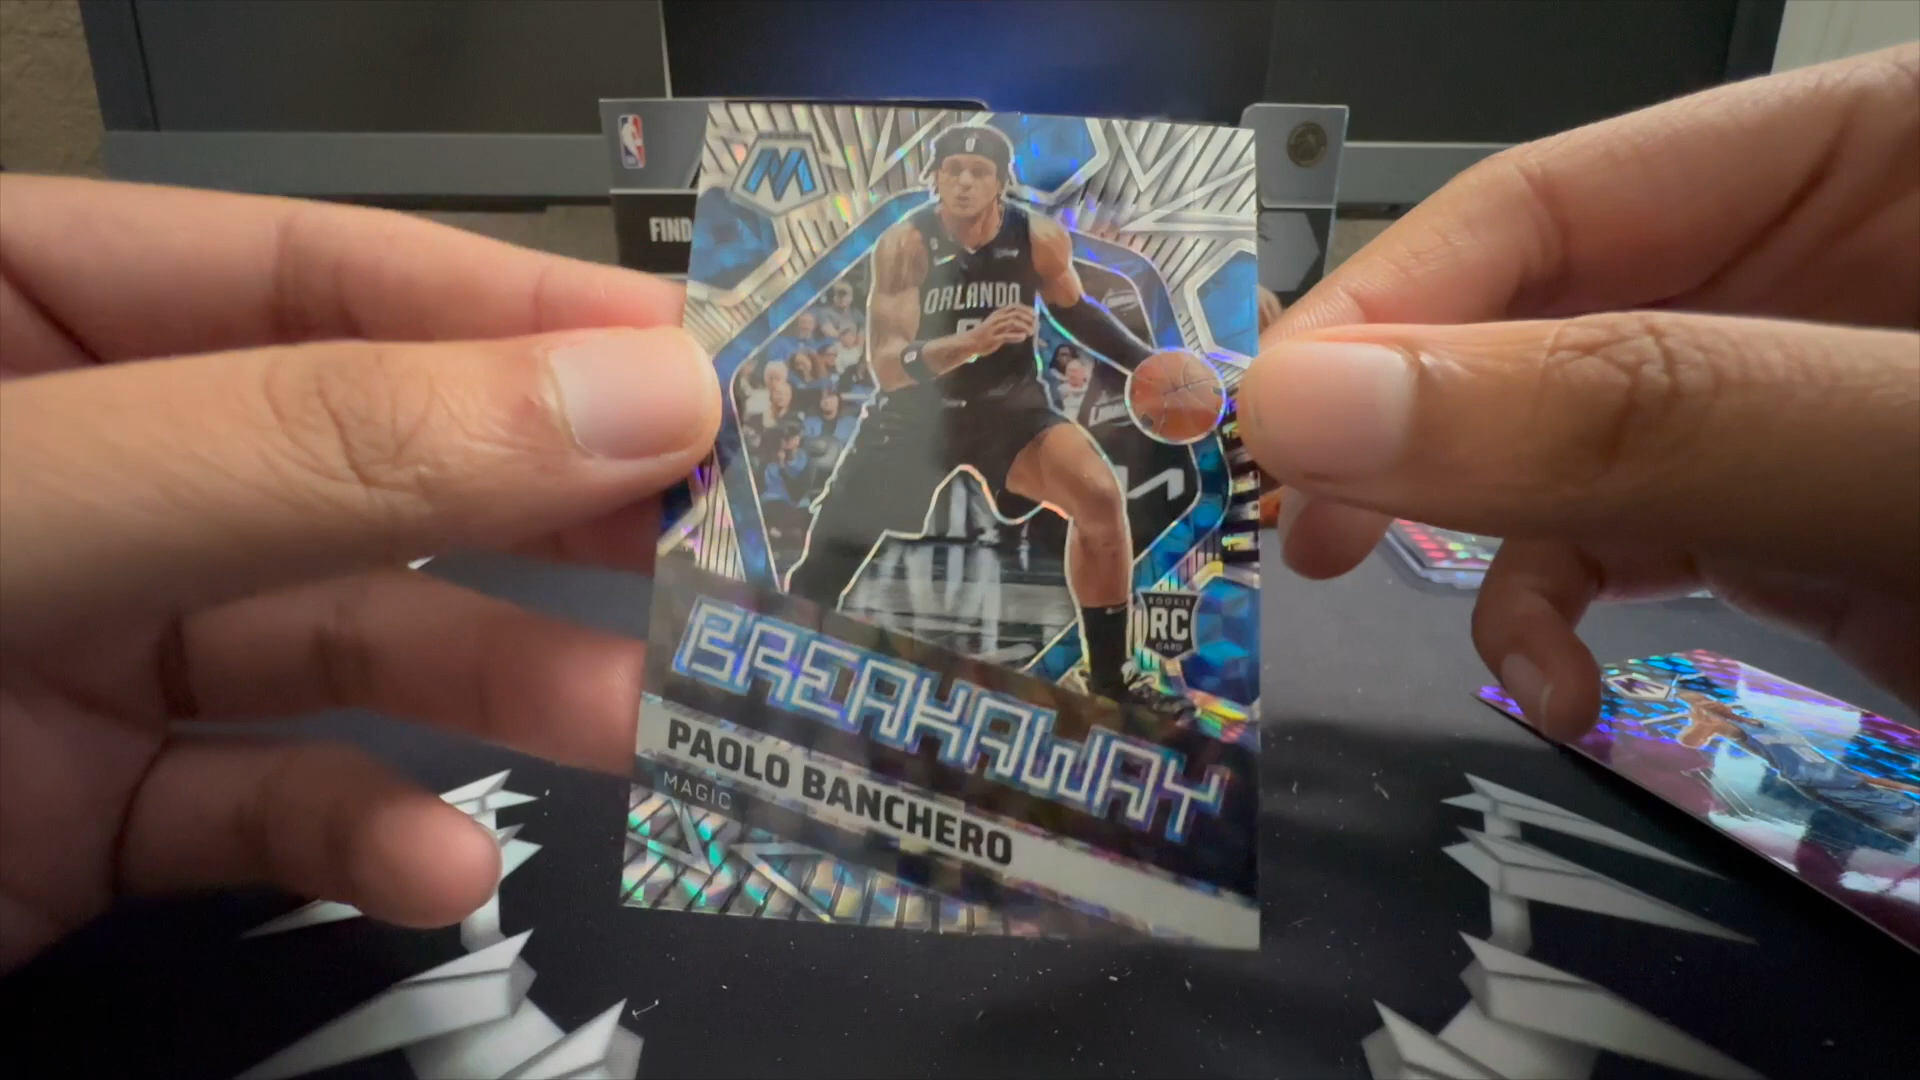 FIND
M
ORLANDO
ROOKIE
RC
CARD
BREAKAWAY
PAOLO BANCHERO
MAGIC